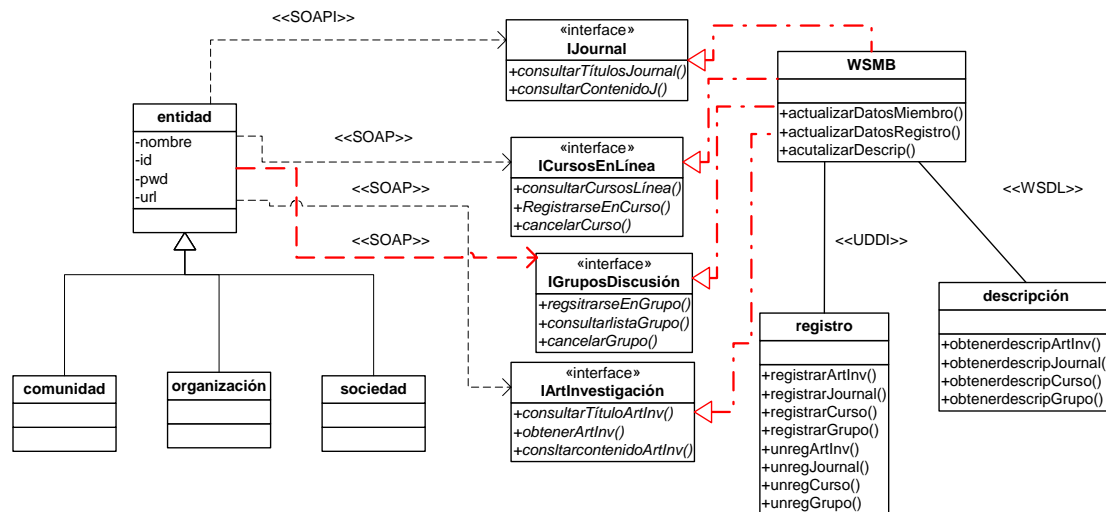 <<SOAPI>>
«interface»
IJournal
+consultarTítulosJournal()
+consultarContenidoJ()
WSMB
+actualizarDatosMiembro()
+actualizarDatosRegistro()
+acutalizarDescrip()
entidad
-nombre
-id
-pwd
-url
<<SOAP>>
«interface»
ICursosEnLínea
+consultarCursosLínea()
+RegistrarseEnCurso()
+cancelarCurso()
<<SOAP>>
<<WSDL>>
<<SOAP>>
<<UDDI>>
«interface»
IGruposDiscusión
+regsitrarseEnGrupo()
+consultarlistaGrupo()
+cancelarGrupo()
descripción
+obtenerdescripArtInv()
+obtenerdescripJournal()
+obtenerdescripCurso()
+obtenerdescripGrupo()
registro
+registrarArtInv()
+registrarJournal()
+registrarCurso()
+registrarGrupo()
+unregArtInv()
+unregJournal()
+unregCurso()
+unregGrupo()
comunidad
organización
sociedad
«interface»
IArtInvestigación
+consultarTítuloArtInv()
+obtenerArtInv()
+consltarcontenidoArtInv()